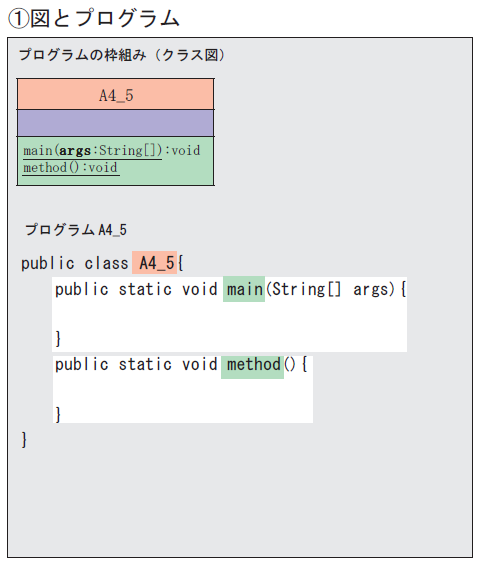 ①図とプログラム
プログラムの枠組み（クラス図）
A4_5
main(args:String[]):void
method():void
プログラムA4_5
public class A4_5{
public static void main(String[] args){
}
public static void method(){
}
}